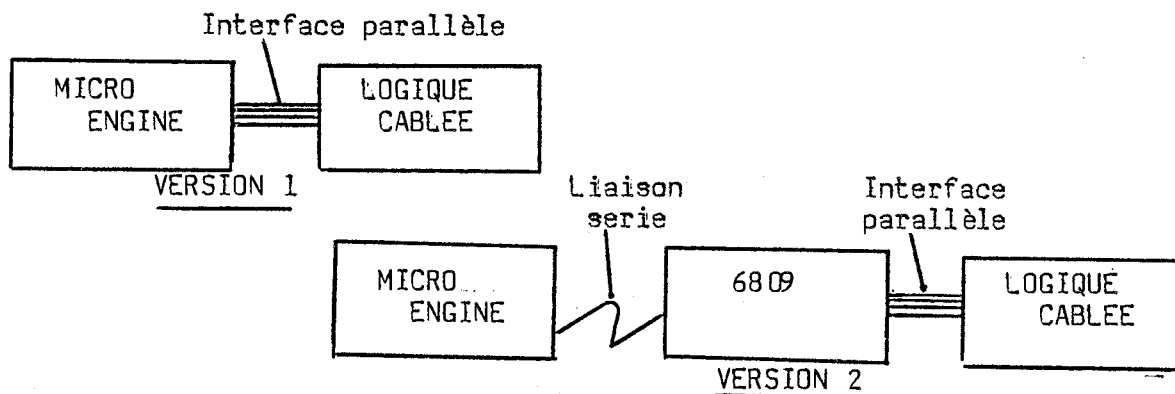 Interface parallèle
MICRO
ENGINE
LOGIQUE
CABLEE
VERSION 1
Liaison
serie
Interface
parallèle
MICRO
ENGINE
6809
LOGIQUE
CABLEE
VERSION 2